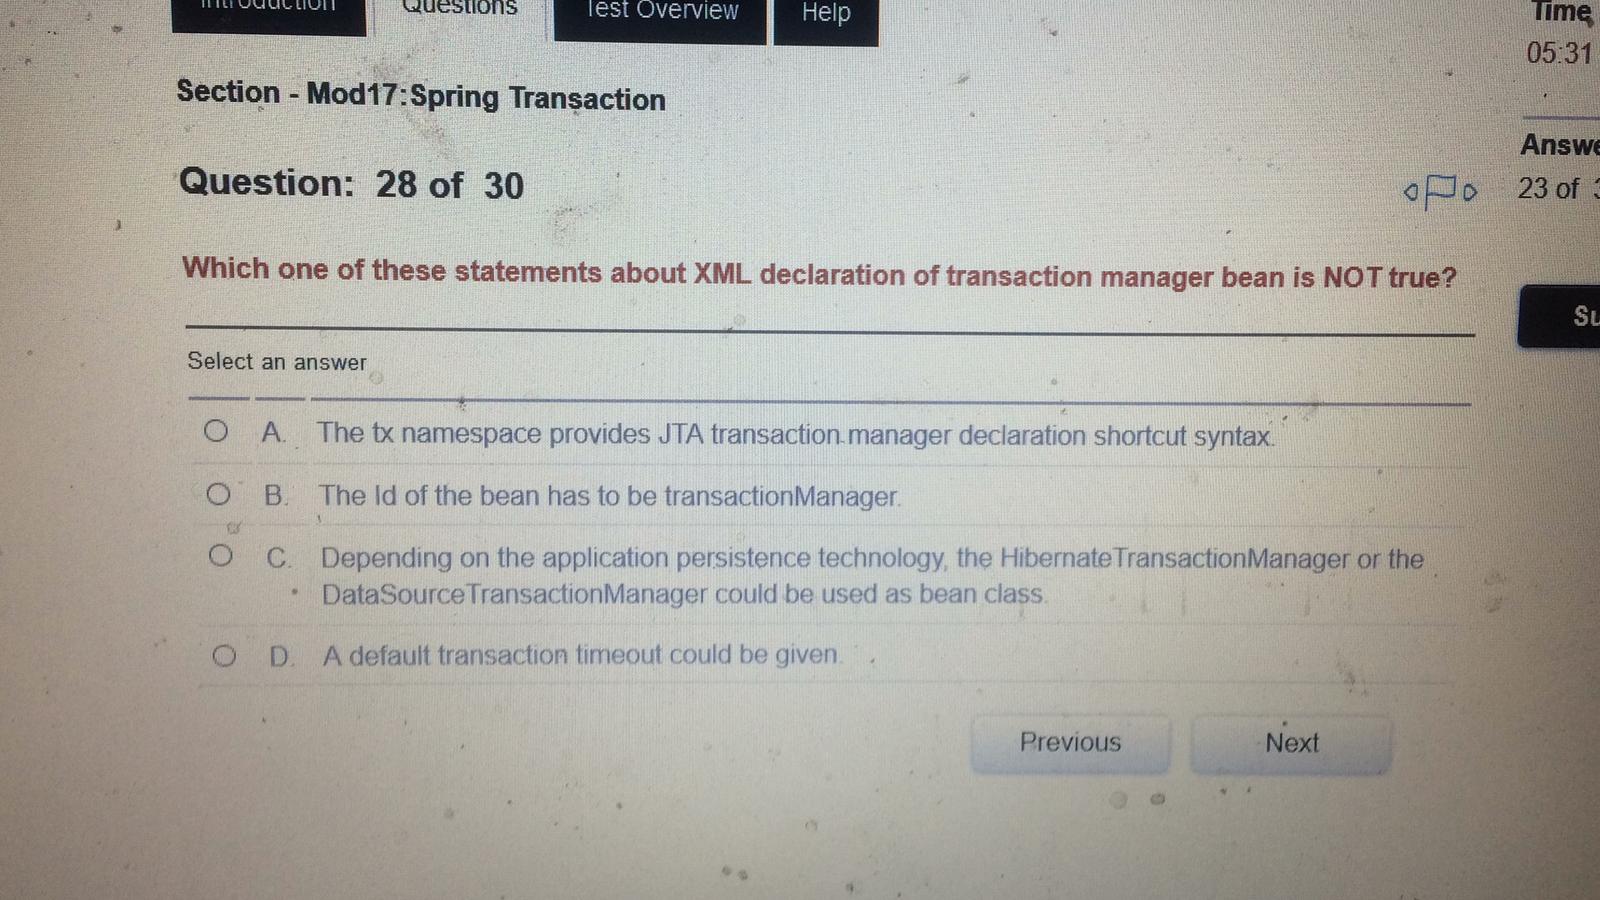 Introduction Questions Test Overview Help
Time
05:31
Section - Mod17:Spring Transaction
Question: 28 of 30
Answe
23 of
Which one of these statements about XML declaration of transaction manager bean is NOT true?
Su
Select an answer
A. The tx namespace provides JTA transaction manager declaration shortcut syntax.
B. The Id of the bean has to be transactionManager.
C. Depending on the application persistence technology, the HibernateTransactionManager or the
DataSourceTransactionManager could be used as bean class.
D. A default transaction timeout could be given.
Previous Next